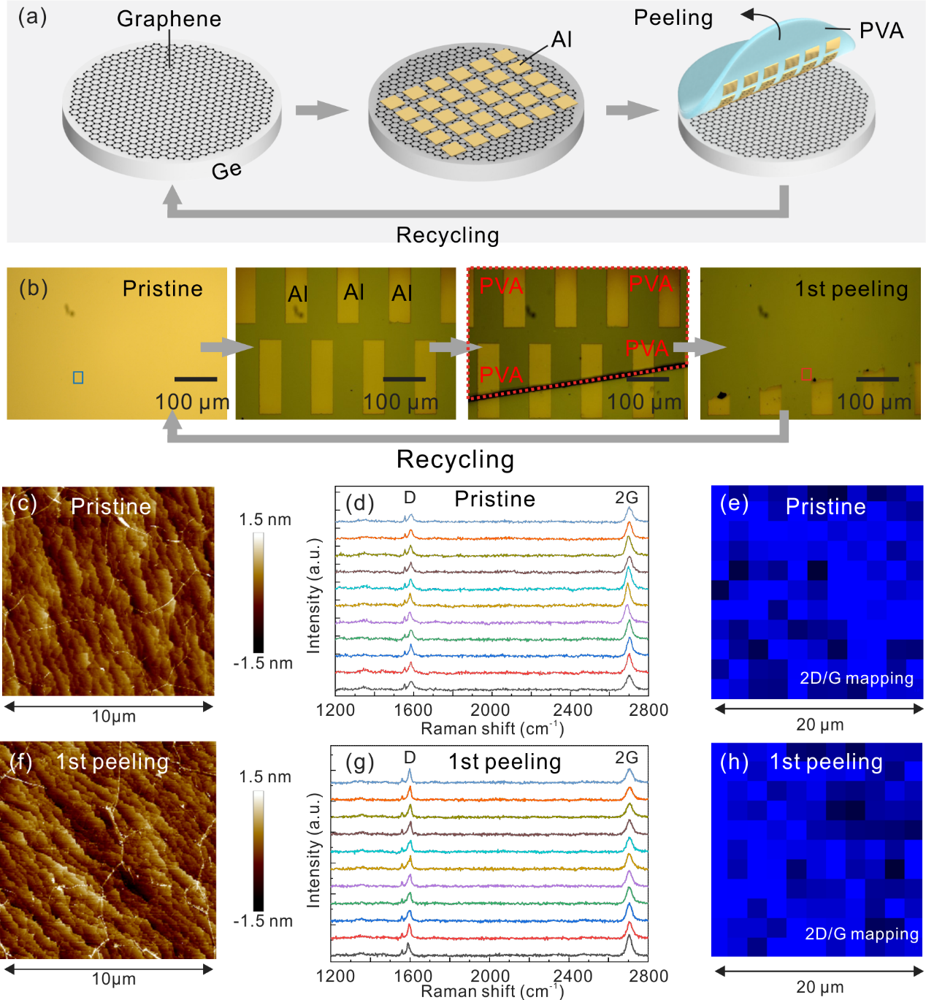 (a)
Graphene
Ge
Al
Peeling
PVA
Recycling
(b)
Pristine
100 µm
Al Al Al
100 µm
PVA PVA
PVA
PVA
100 µm
1st peeling
100 µm
Recycling
(c) Pristine
1.5 nm
-1.5 nm
10µm
(d) D Pristine 2G
Intensity (a.u.)
1200 1600 2000 2400 2800
Raman shift (cm⁻¹)
(e) Pristine
2D/G mapping
20 µm
(f) 1st peeling
1.5 nm
-1.5 nm
10µm
(g) D 1st peeling 2G
Intensity (a.u.)
1200 1600 2000 2400 2800
Raman shift (cm⁻¹)
(h) 1st peeling
2D/G mapping
20 µm